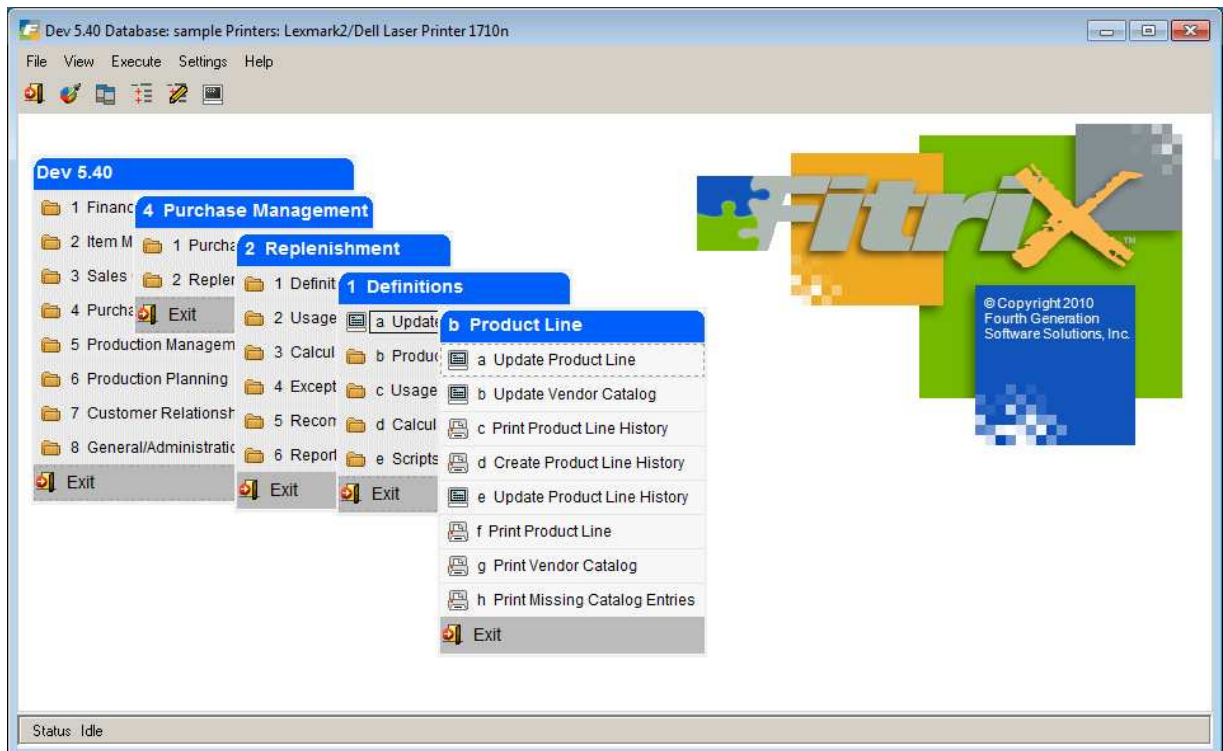 Dev 5.40 Database: sample Printers: Lexmark2/Dell Laser Printer 1710n
File View Execute Settings Help
Dev 5.40
1 Financ
2 Item M
3 Sales
4 Purcha
5 Production Managem
6 Production Planning
7 Customer Relationsh
8 General/Administratio
Exit
4 Purchase Management
1 Purcha
2 Repler
Exit
2 Replenishment
1 Definit
2 Usage
3 Calcul
4 Except
5 Recom
6 Report
Exit
1 Definitions
a Update
b Produc
c Usage
d Calcul
e Scripts
Exit
b Product Line
a Update Product Line
b Update Vendor Catalog
c Print Product Line History
d Create Product Line History
e Update Product Line History
f Print Product Line
g Print Vendor Catalog
h Print Missing Catalog Entries
Exit
FitriX
TM
©Copyright 2010
Fourth Generation
Software Solutions, Inc.
Status Idle